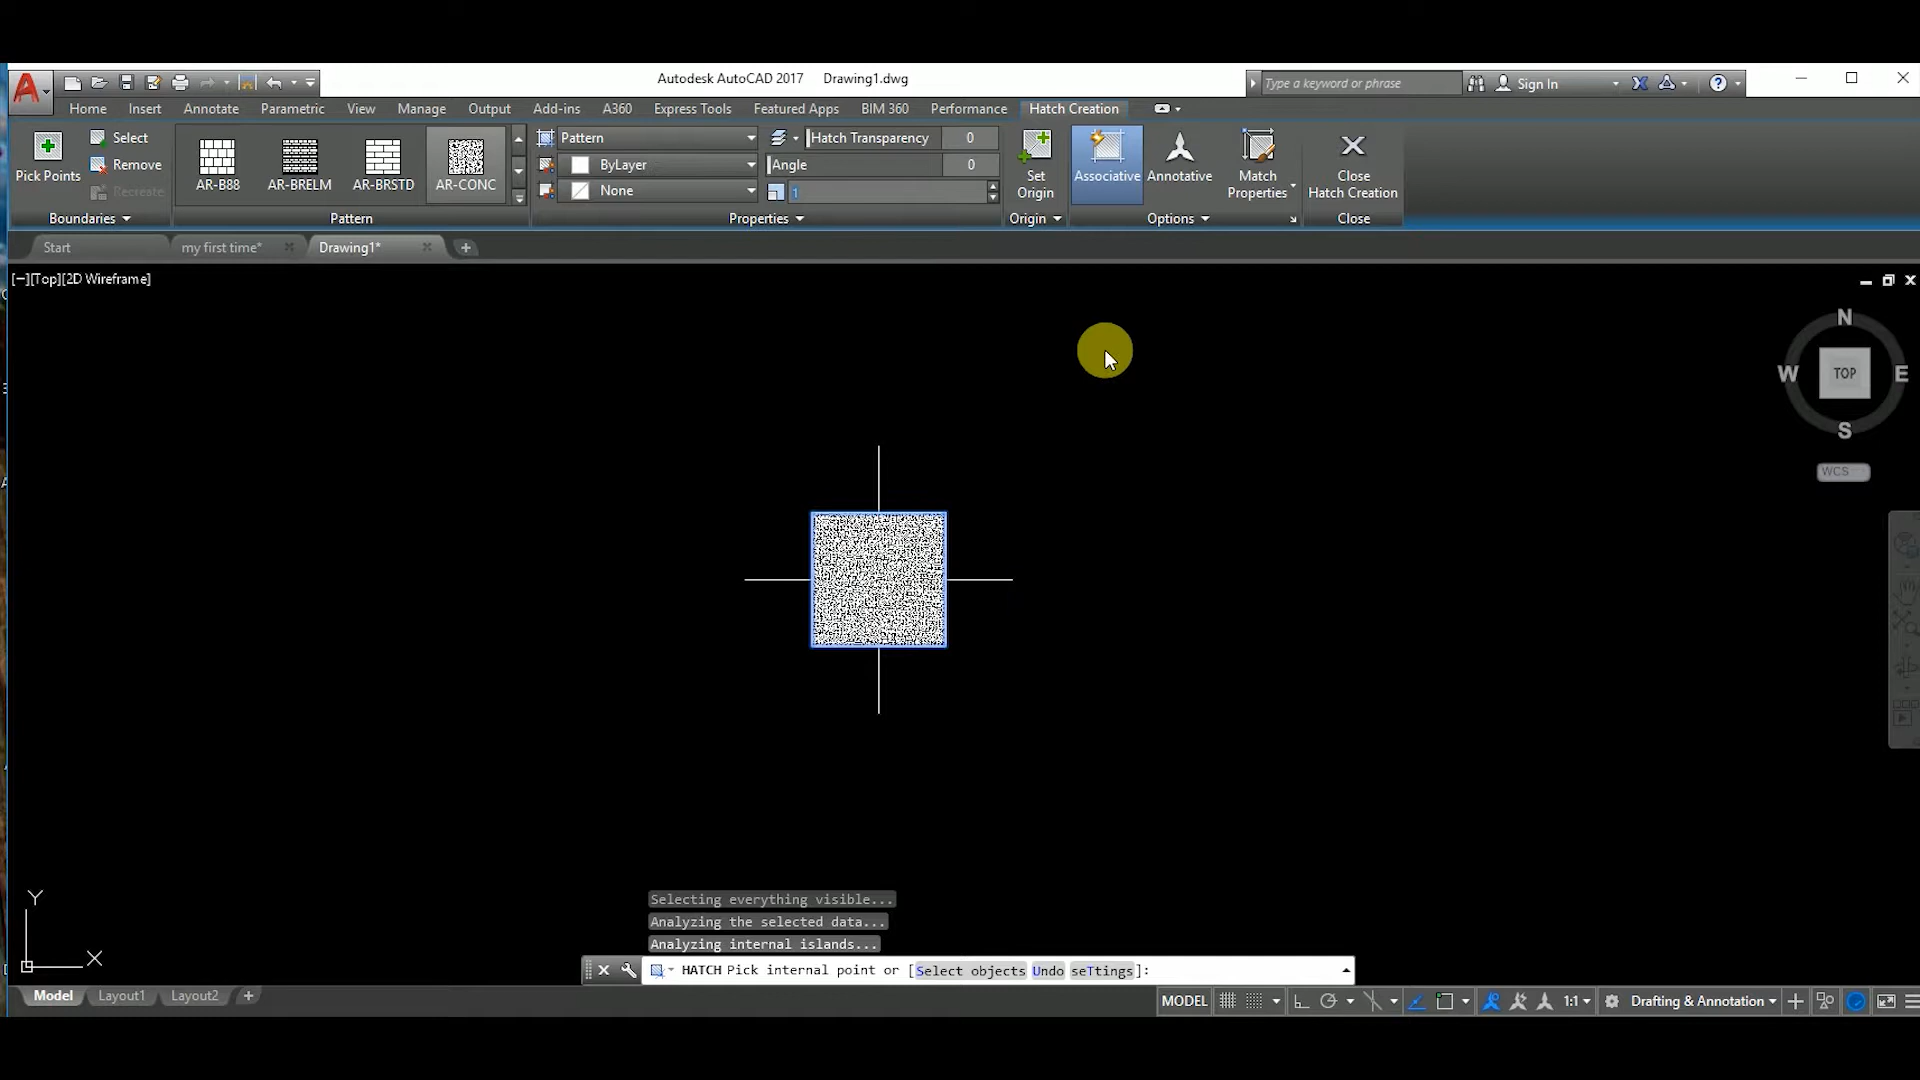 Autodesk AutoCAD 2017 Drawing1.dwg
Type a keyword or phrase
Sign In
Home Insert Annotate Parametric View Manage Output Add-ins A360 Express Tools Featured Apps BIM 360 Performance Hatch Creation
Pick Points
Select
Remove
Recreate
Boundaries
AR-B88
AR-BRELM
AR-BRSTD
AR-CONC
Pattern
Pattern
ByLayer
None
Hatch Transparency 0
Angle 0
1
Properties
Set
Origin
Origin
Associative
Annotative
Match
Properties
Options
Close
Hatch Creation
Close
Start my first time* Drawing1*
[−][Top][2D Wireframe]
N
W TOP E
S
WCS
Y
X
Selecting everything visible...
Analyzing the selected data...
Analyzing internal islands...
HATCH Pick internal point or [Select objects Undo seTtings]:
Model Layout1 Layout2 +
MODEL
1:1
Drafting & Annotation